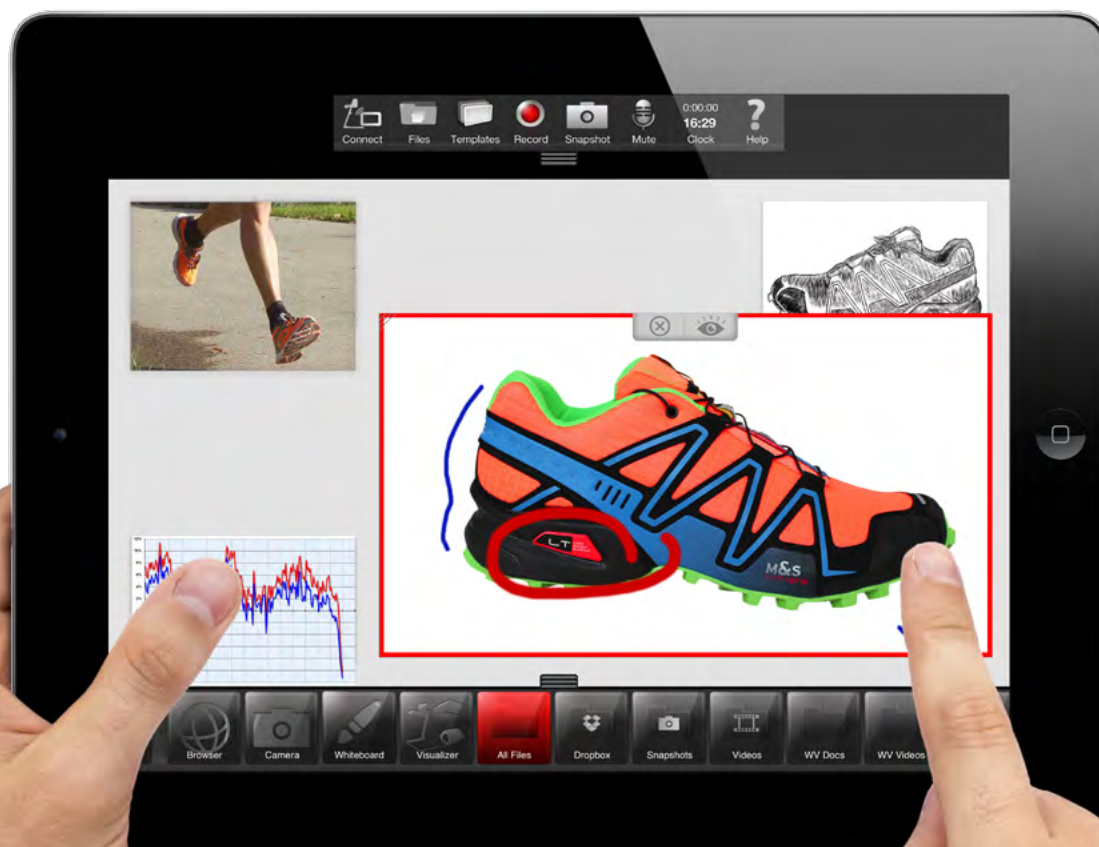 Connect
Files
Templates
Record
Snapshot
Mute
0:00:00
16:29
Clock
?
Help
LT
M&S
Browser
Camera
Whiteboard
Visualizer
All Files
Dropbox
Snapshots
Videos
WV Docs
WV Videos